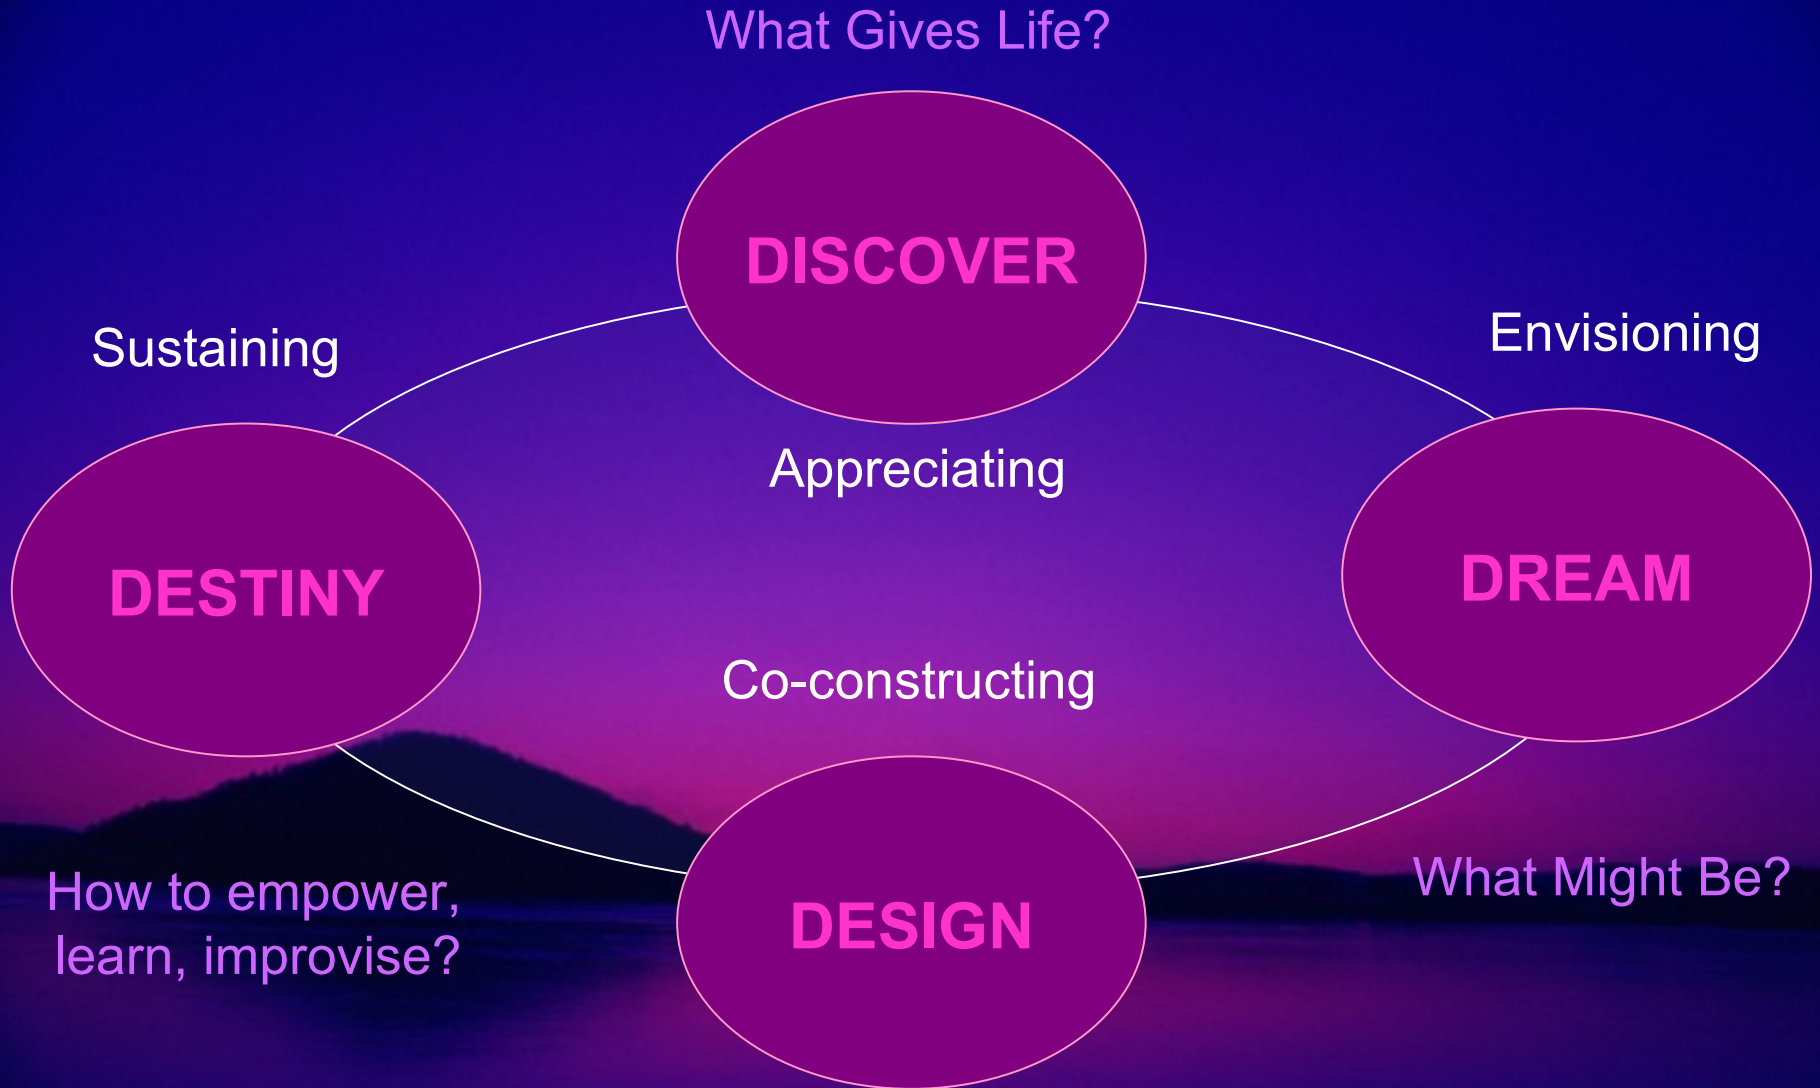 What Gives Life?
DISCOVER
Sustaining
Envisioning
Appreciating
DESTINY
DREAM
Co-constructing
How to empower,
learn, improvise?
DESIGN
What Might Be?